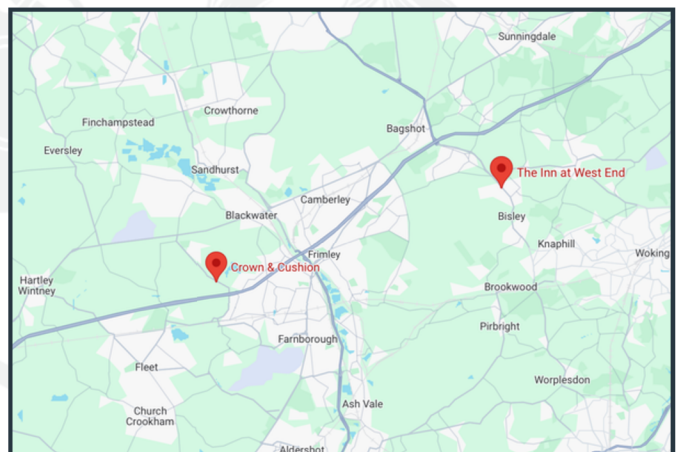 Sunningdale
Crowthorne
Finchampstead
Bagshot
Eversley
Sandhurst
The Inn at West End
Camberley
Blackwater
Bisley
Knaphill
Frimley
Woking
Crown & Cushion
Hartley
Wintney
Brookwood
Pirbright
Farnborough
Fleet
Worplesdon
Ash Vale
Church
Crookham
Aldershot